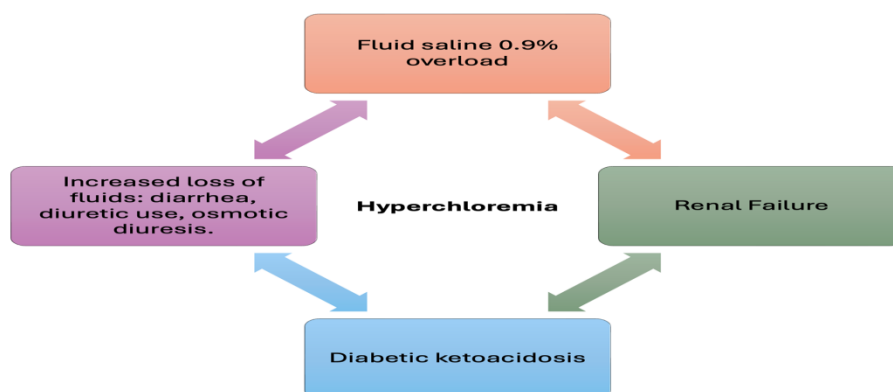 Fluid saline 0.9%
overload
Increased loss of
fluids: diarrhea,
diuretic use, osmotic
diuresis.
Hyperchloremia
Renal Failure
Diabetic ketoacidosis